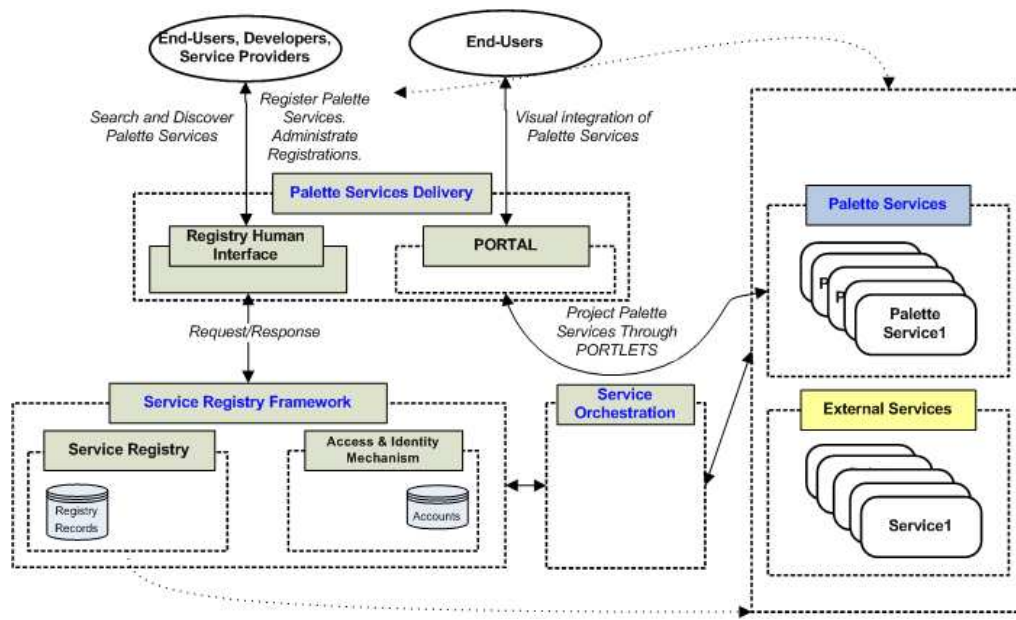 End-Users, Developers,
Service Providers
End-Users
Search and Discover
Palette Services
Register Palette
Services.
Administrate
Registrations.
Visual integration of
Palette Services
Palette Services Delivery
Registry Human
Interface
PORTAL
Palette Services
Palette
Service1
Request/Response
Project Palette
Services Through
PORTLETS
Service Registry Framework
Service
Orchestration
External Services
Service Registry
Access & Identity
Mechanism
Registry
Records
Accounts
Service1